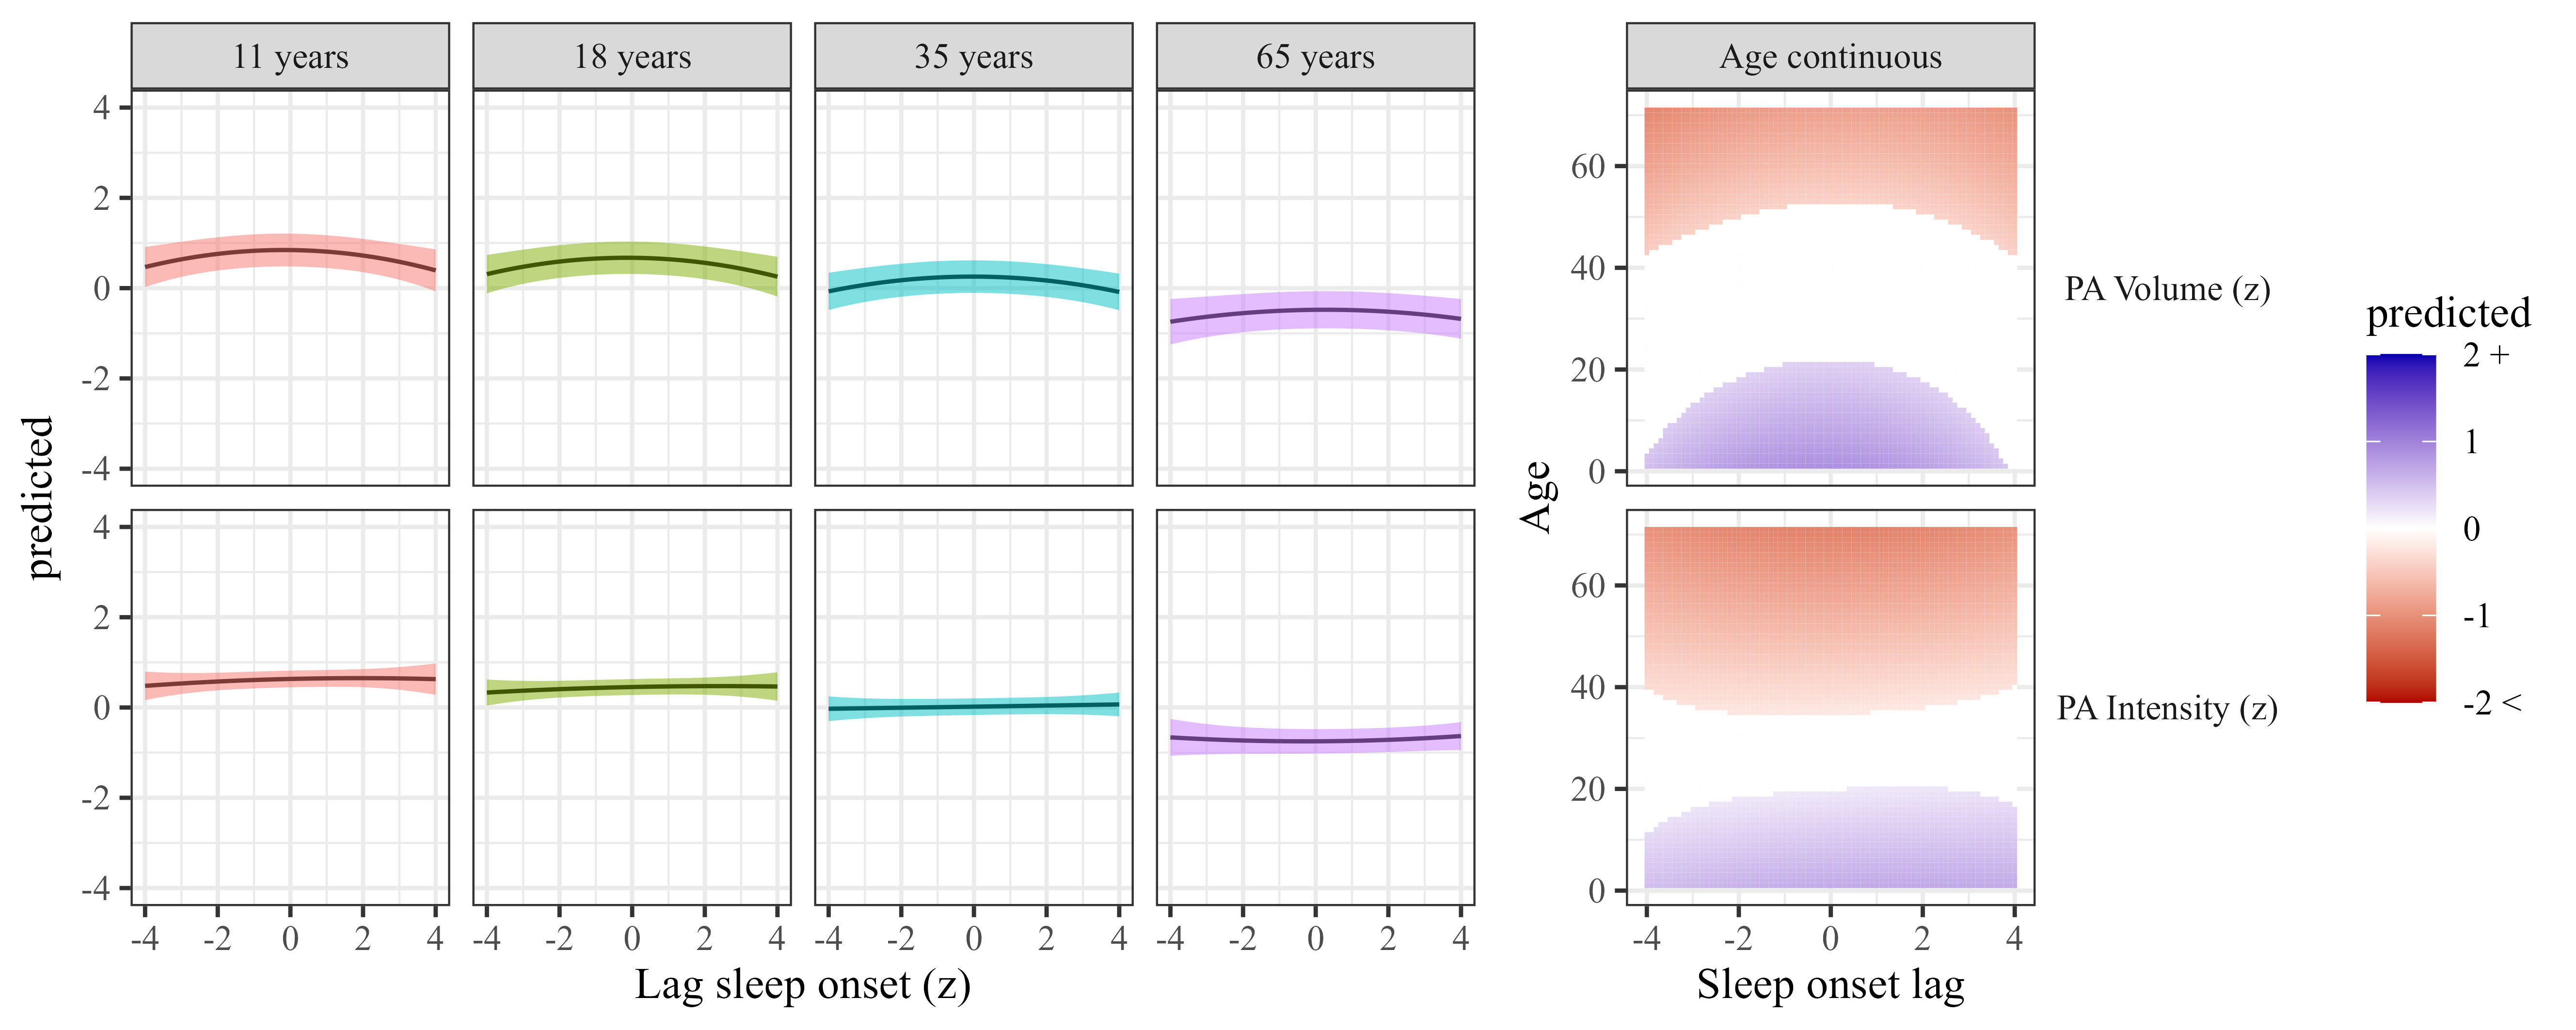 11 years
18 years
35 years
65 years
Age continuous
4
2
0
-2
-4
60
40
20
0
PA Volume (z)
predicted
2 +
1
0
-1
-2 <
predicted
Age
4
2
0
-2
-4
60
40
20
0
PA Intensity (z)
-4 -2 0 2 4
-4 -2 0 2 4
-4 -2 0 2 4
-4 -2 0 2 4
-4 -2 0 2 4
Lag sleep onset (z)
Sleep onset lag